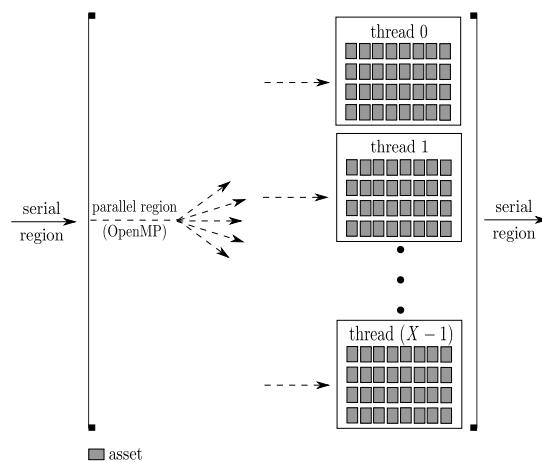 thread 0
thread 1
serial
region
parallel region
(OpenMP)
serial
region
thread (X − 1)
asset